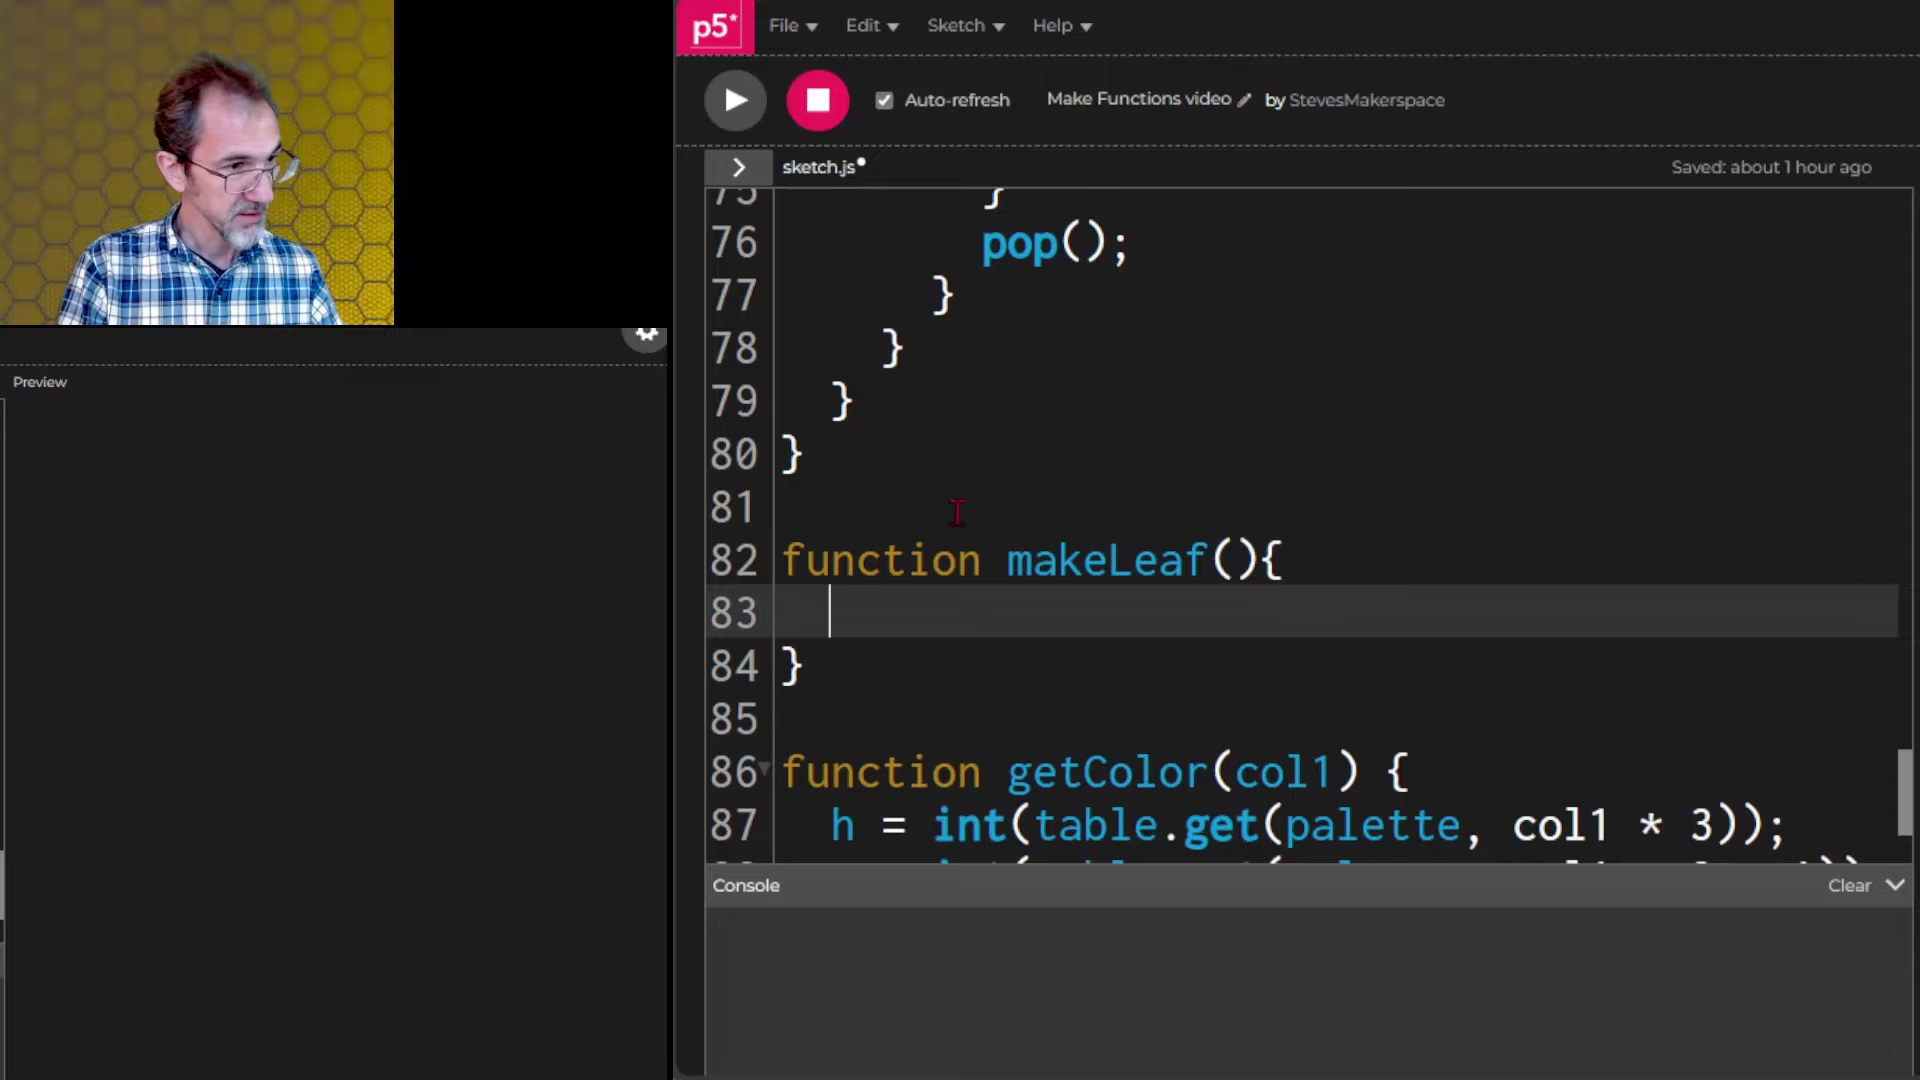 p5* File Edit Sketch Help
Auto-refresh Make Functions video by StevesMakerspace
sketch.js Saved: about 1 hour ago
Preview
75 }
76 pop();
77 }
78 }
79 }
80 }
81
82 function makeLeaf(){
83
84 }
85
86 function getColor(col1) {
87 h = int(table.get(palette, col1 * 3));
Console Clear